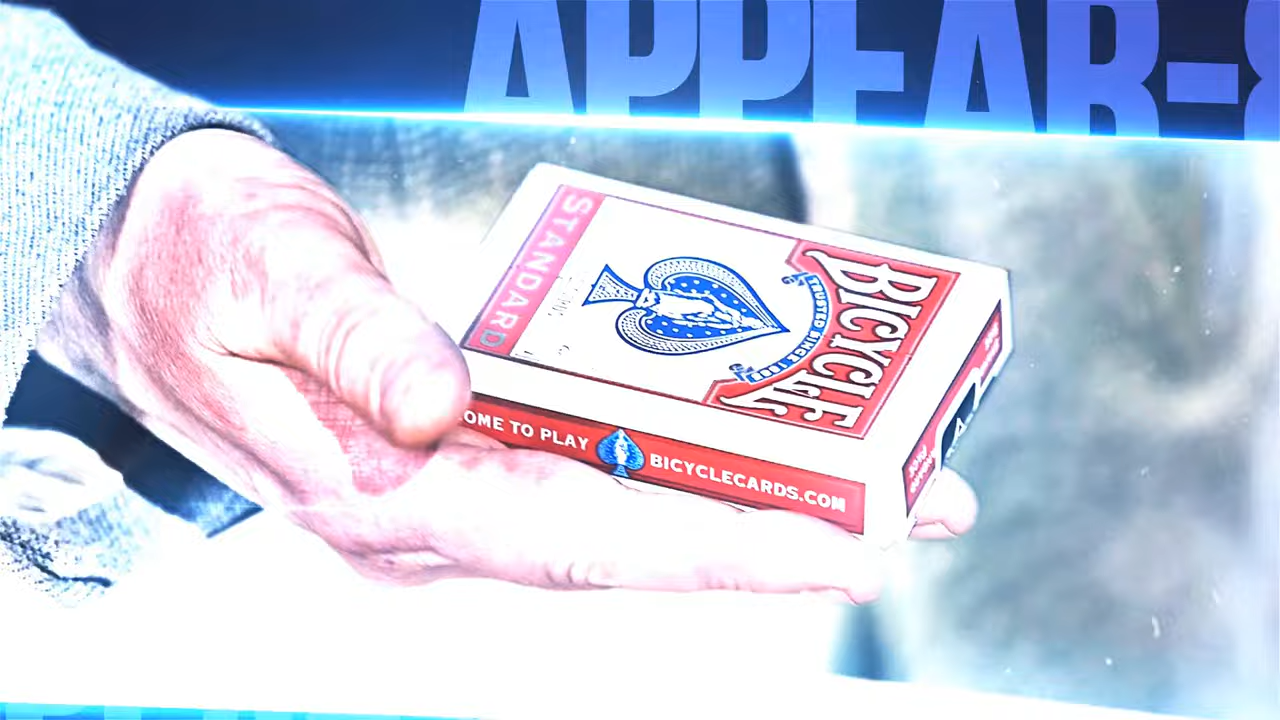 APPEAR-
STANDARD
BICYCLE
TRUSTED SINCE 1885
OME TO PLAY
BICYCLECARDS.COM